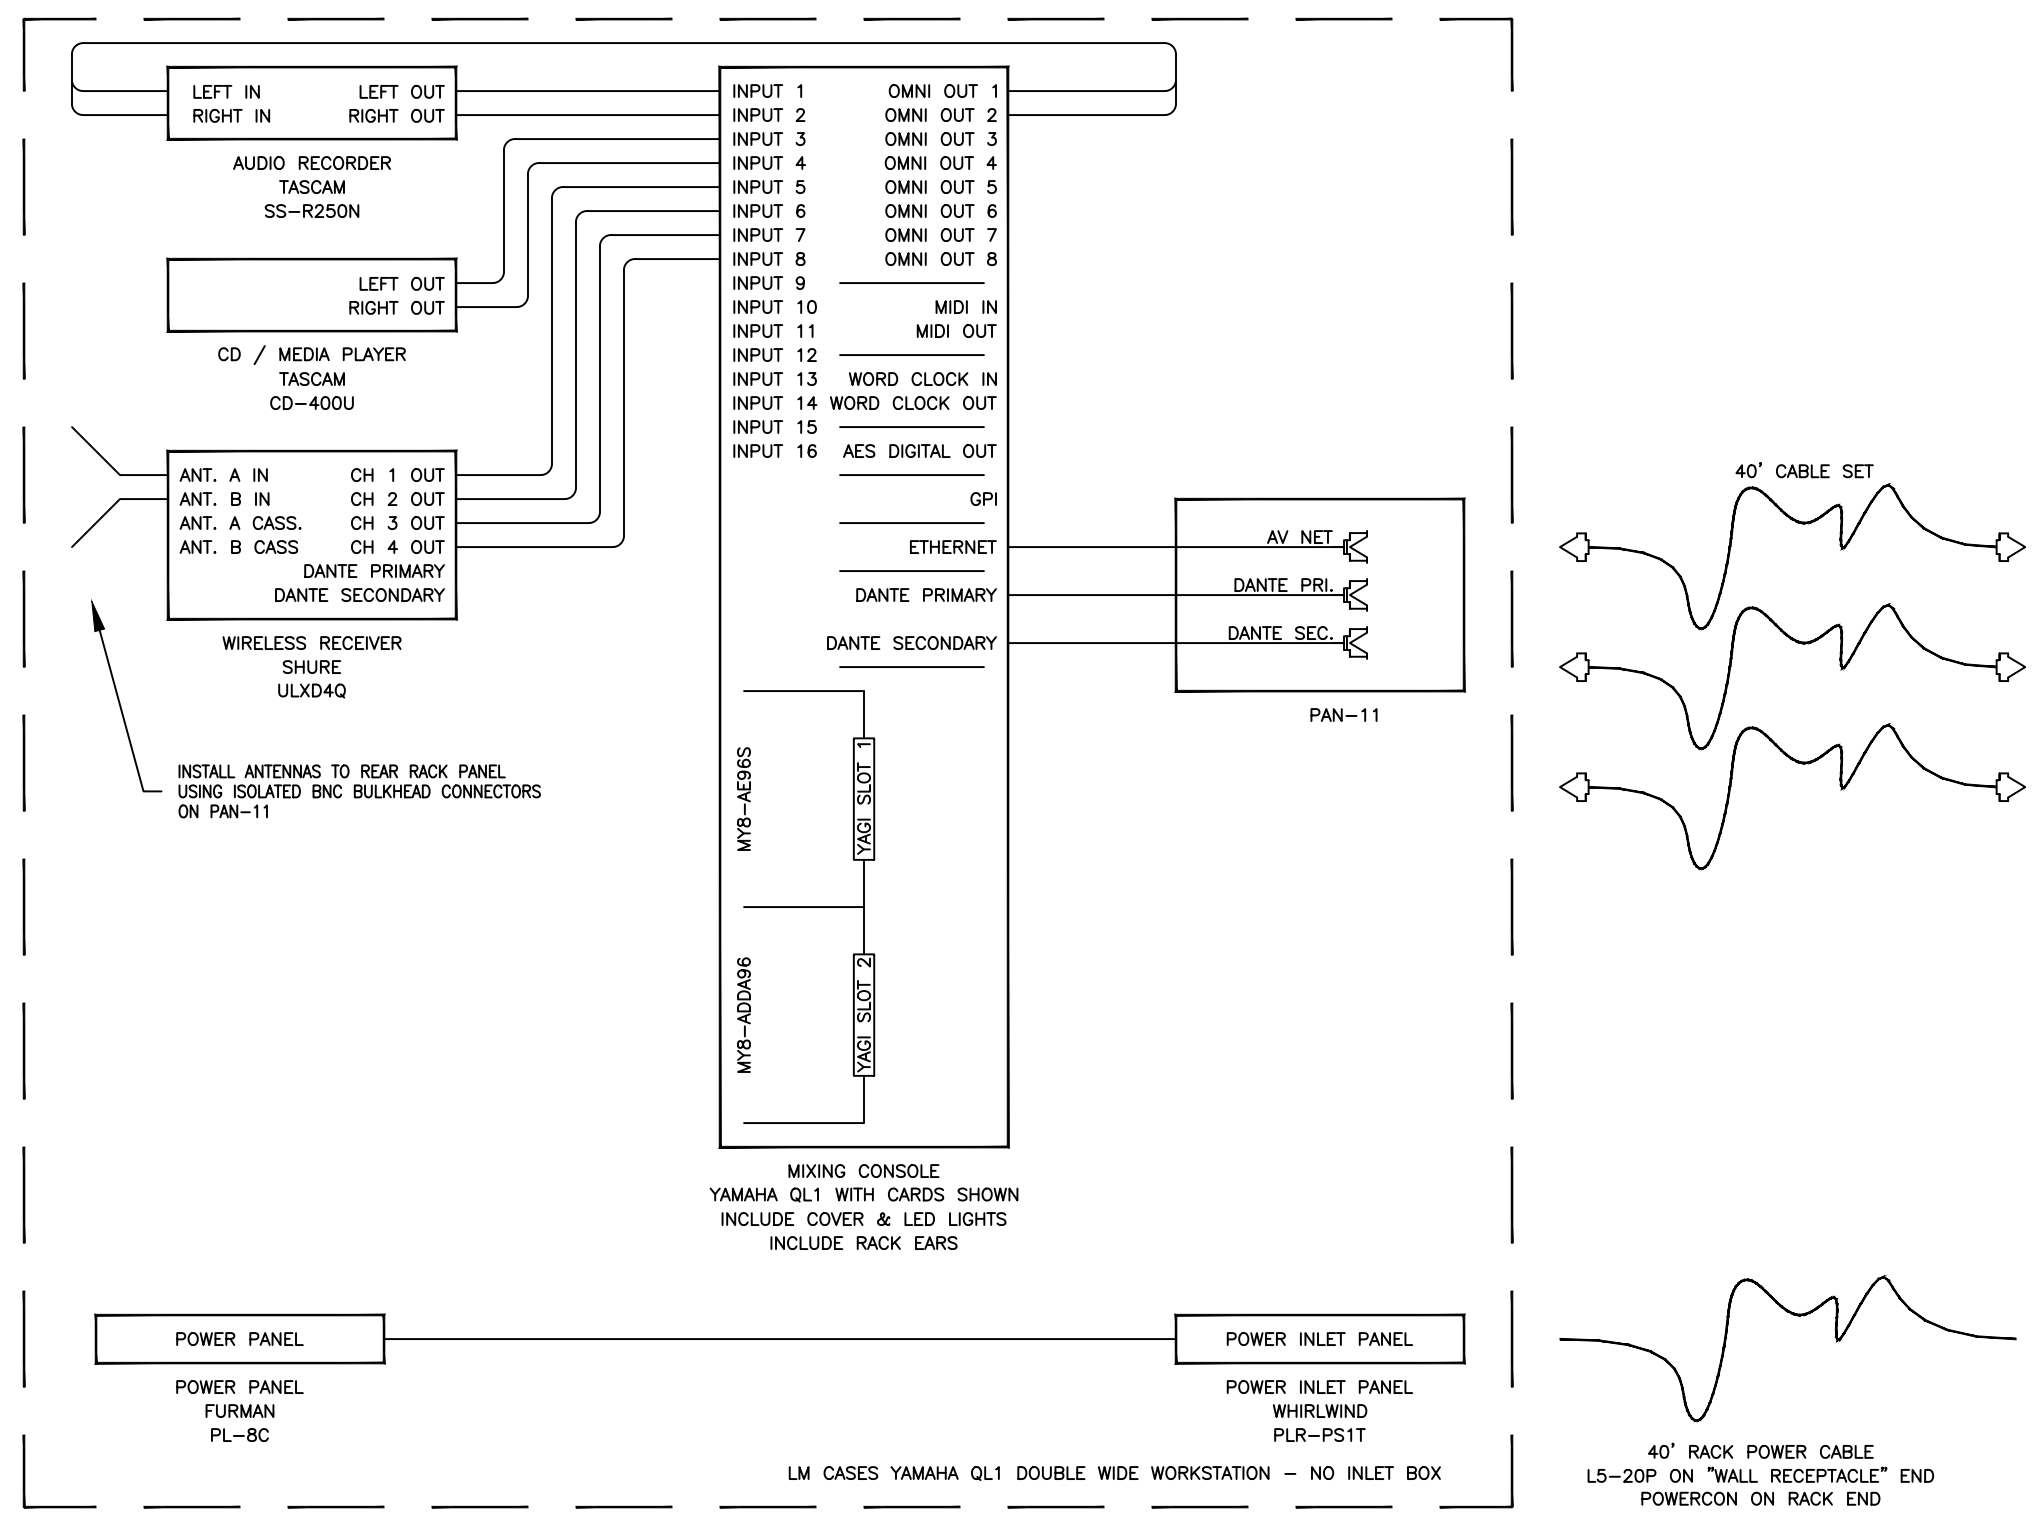 LEFT IN LEFT OUT
RIGHT IN RIGHT OUT
AUDIO RECORDER
TASCAM
SS-R250N
LEFT OUT
RIGHT OUT
CD / MEDIA PLAYER
TASCAM
CD-400U
ANT. A IN CH 1 OUT
ANT. B IN CH 2 OUT
ANT. A CASS. CH 3 OUT
ANT. B CASS CH 4 OUT
DANTE PRIMARY
DANTE SECONDARY
WIRELESS RECEIVER
SHURE
ULXD4Q
INSTALL ANTENNAS TO REAR RACK PANEL
USING ISOLATED BNC BULKHEAD CONNECTORS
ON PAN-11
INPUT 1 OMNI OUT 1
INPUT 2 OMNI OUT 2
INPUT 3 OMNI OUT 3
INPUT 4 OMNI OUT 4
INPUT 5 OMNI OUT 5
INPUT 6 OMNI OUT 6
INPUT 7 OMNI OUT 7
INPUT 8 OMNI OUT 8
INPUT 9
INPUT 10 MIDI IN
INPUT 11 MIDI OUT
INPUT 12
INPUT 13 WORD CLOCK IN
INPUT 14 WORD CLOCK OUT
INPUT 15
INPUT 16 AES DIGITAL OUT
GPI
ETHERNET
DANTE PRIMARY
DANTE SECONDARY
MY8-AE96S
YAGI SLOT 1
MY8-ADDA96
YAGI SLOT 2
MIXING CONSOLE
YAMAHA QL1 WITH CARDS SHOWN
INCLUDE COVER & LED LIGHTS
INCLUDE RACK EARS
AV NET
DANTE PRI.
DANTE SEC.
PAN-11
40' CABLE SET
POWER PANEL
POWER PANEL
FURMAN
PL-8C
POWER INLET PANEL
POWER INLET PANEL
WHIRLWIND
PLR-PS1T
LM CASES YAMAHA QL1 DOUBLE WIDE WORKSTATION - NO INLET BOX
40' RACK POWER CABLE
L5-20P ON "WALL RECEPTACLE" END
POWERCON ON RACK END